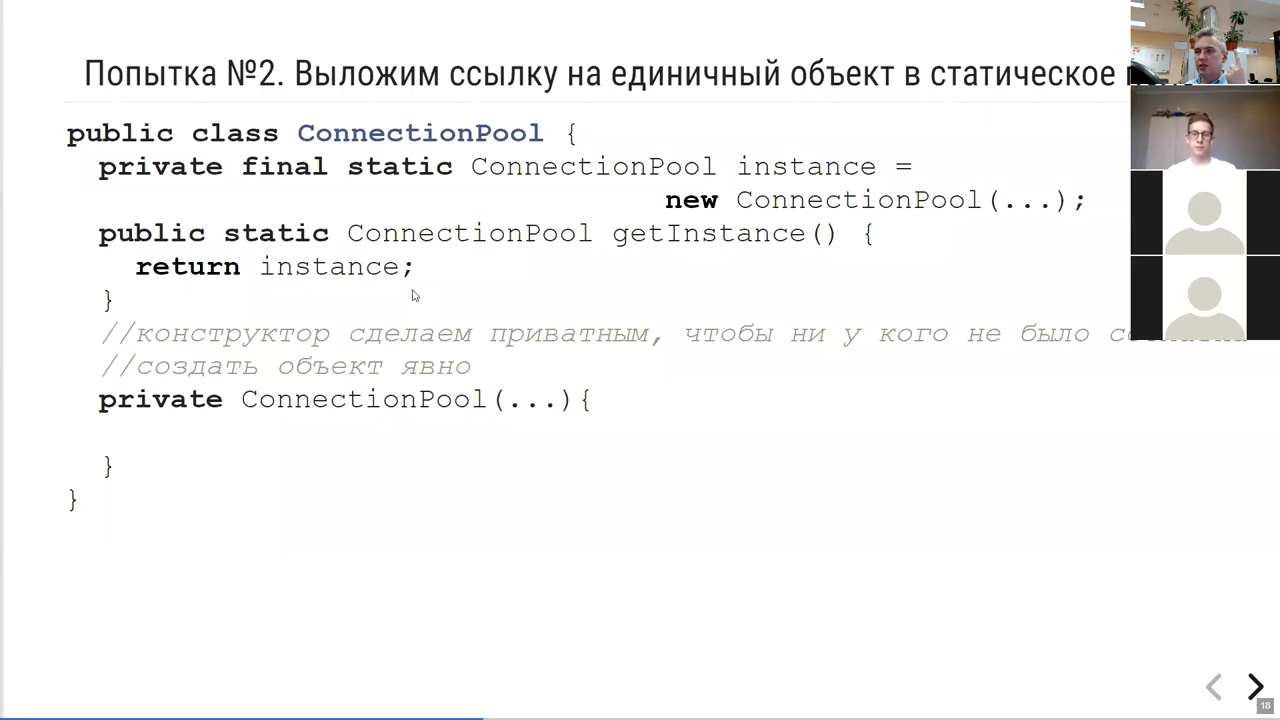 Попытка №2. Выложим ссылку на единичный объект в статическое
public class ConnectionPool {
private final static ConnectionPool instance =
new ConnectionPool(...);
public static ConnectionPool getInstance() {
return instance;
}
//конструктор сделаем приватным, чтобы ни у кого не было
//создать объект явно
private ConnectionPool(...){
}
}
18